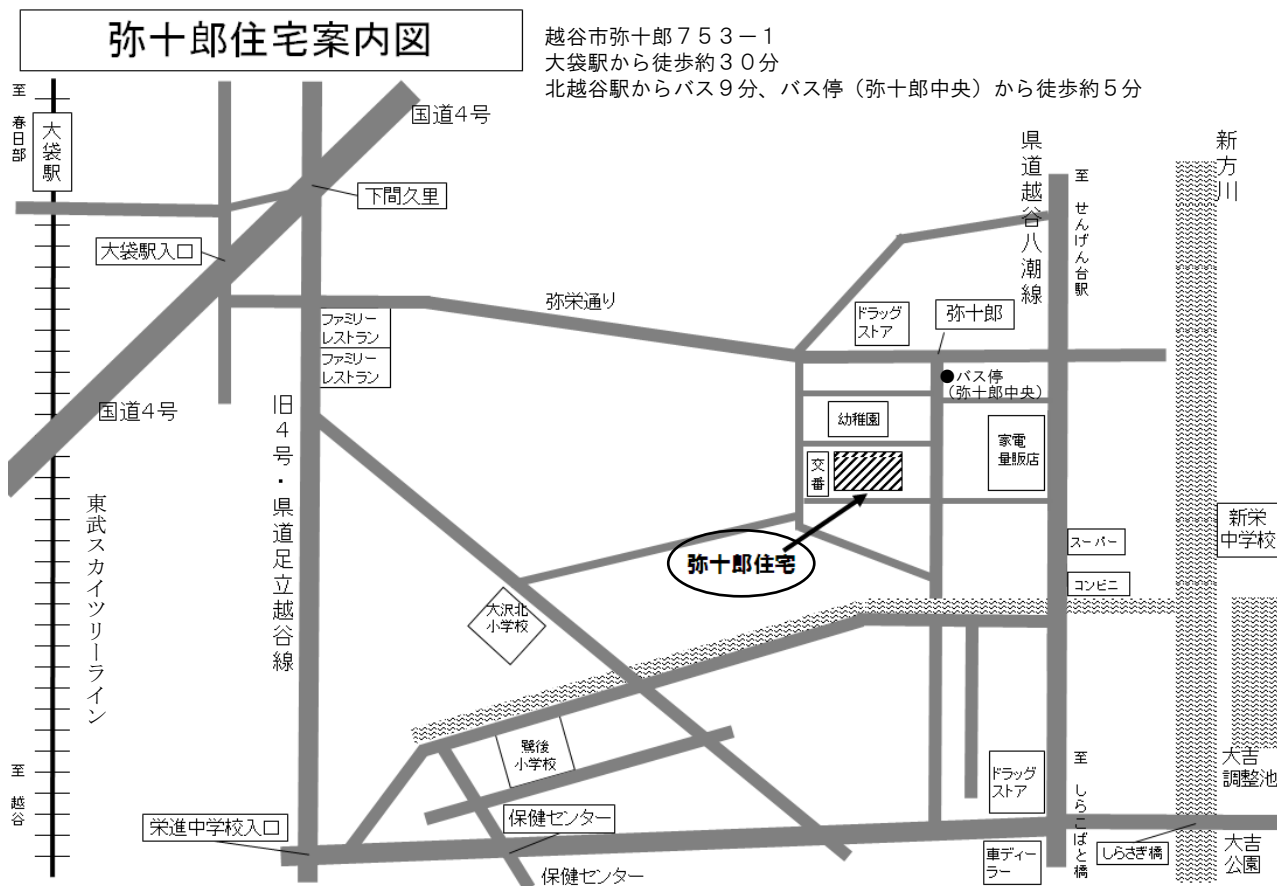 弥十郎住宅案内図
越谷市弥十郎７５３－１
大袋駅から徒歩約３０分
北越谷駅からバス９分、バス停（弥十郎中央）から徒歩約５分
至 春日部
大袋駅
国道4号
下間久里
大袋駅入口
県道越谷八潮線
至 せんげん台駅
新方川
弥栄通り
ファミリー
レストラン
ファミリー
レストラン
ドラッグ
ストア
弥十郎
●バス停
（弥十郎中央）
国道4号
旧4号・県道足立越谷線
幼稚園
家電
量販店
交番
東武スカイツリーライン
弥十郎住宅
スーパー
コンビニ
新栄
中学校
大沢北
小学校
鷺後
小学校
至 越谷
栄進中学校入口
保健センター
保健センター
ドラッグ
ストア
至 しらこばと橋
車ディー
ラー
しらさぎ橋
大吉
調整池
大吉
公園